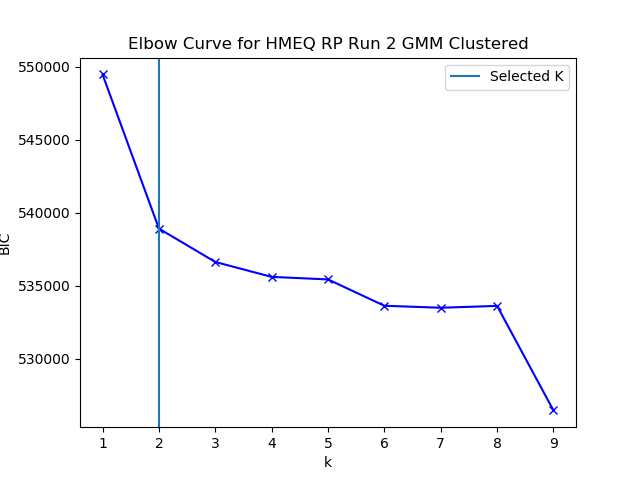 Elbow Curve for HMEQ RP Run 2 GMM Clustered
Selected K
550000
545000
540000
535000
530000
BIC
1 2 3 4 5 6 7 8 9
k